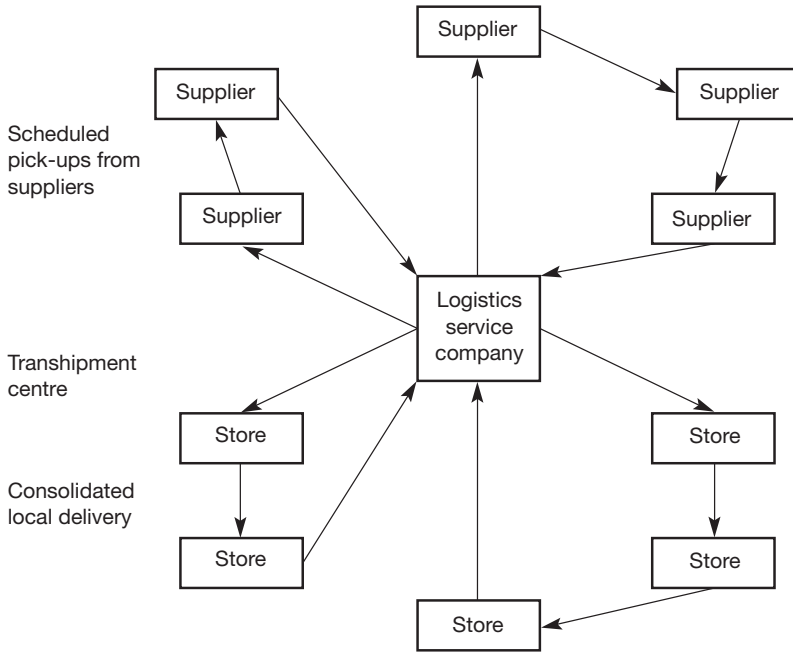 Supplier
Supplier
Supplier
Scheduled
pick-ups from
suppliers
Supplier
Supplier
Logistics
service
company
Transhipment
centre
Store
Store
Consolidated
local delivery
Store
Store
Store